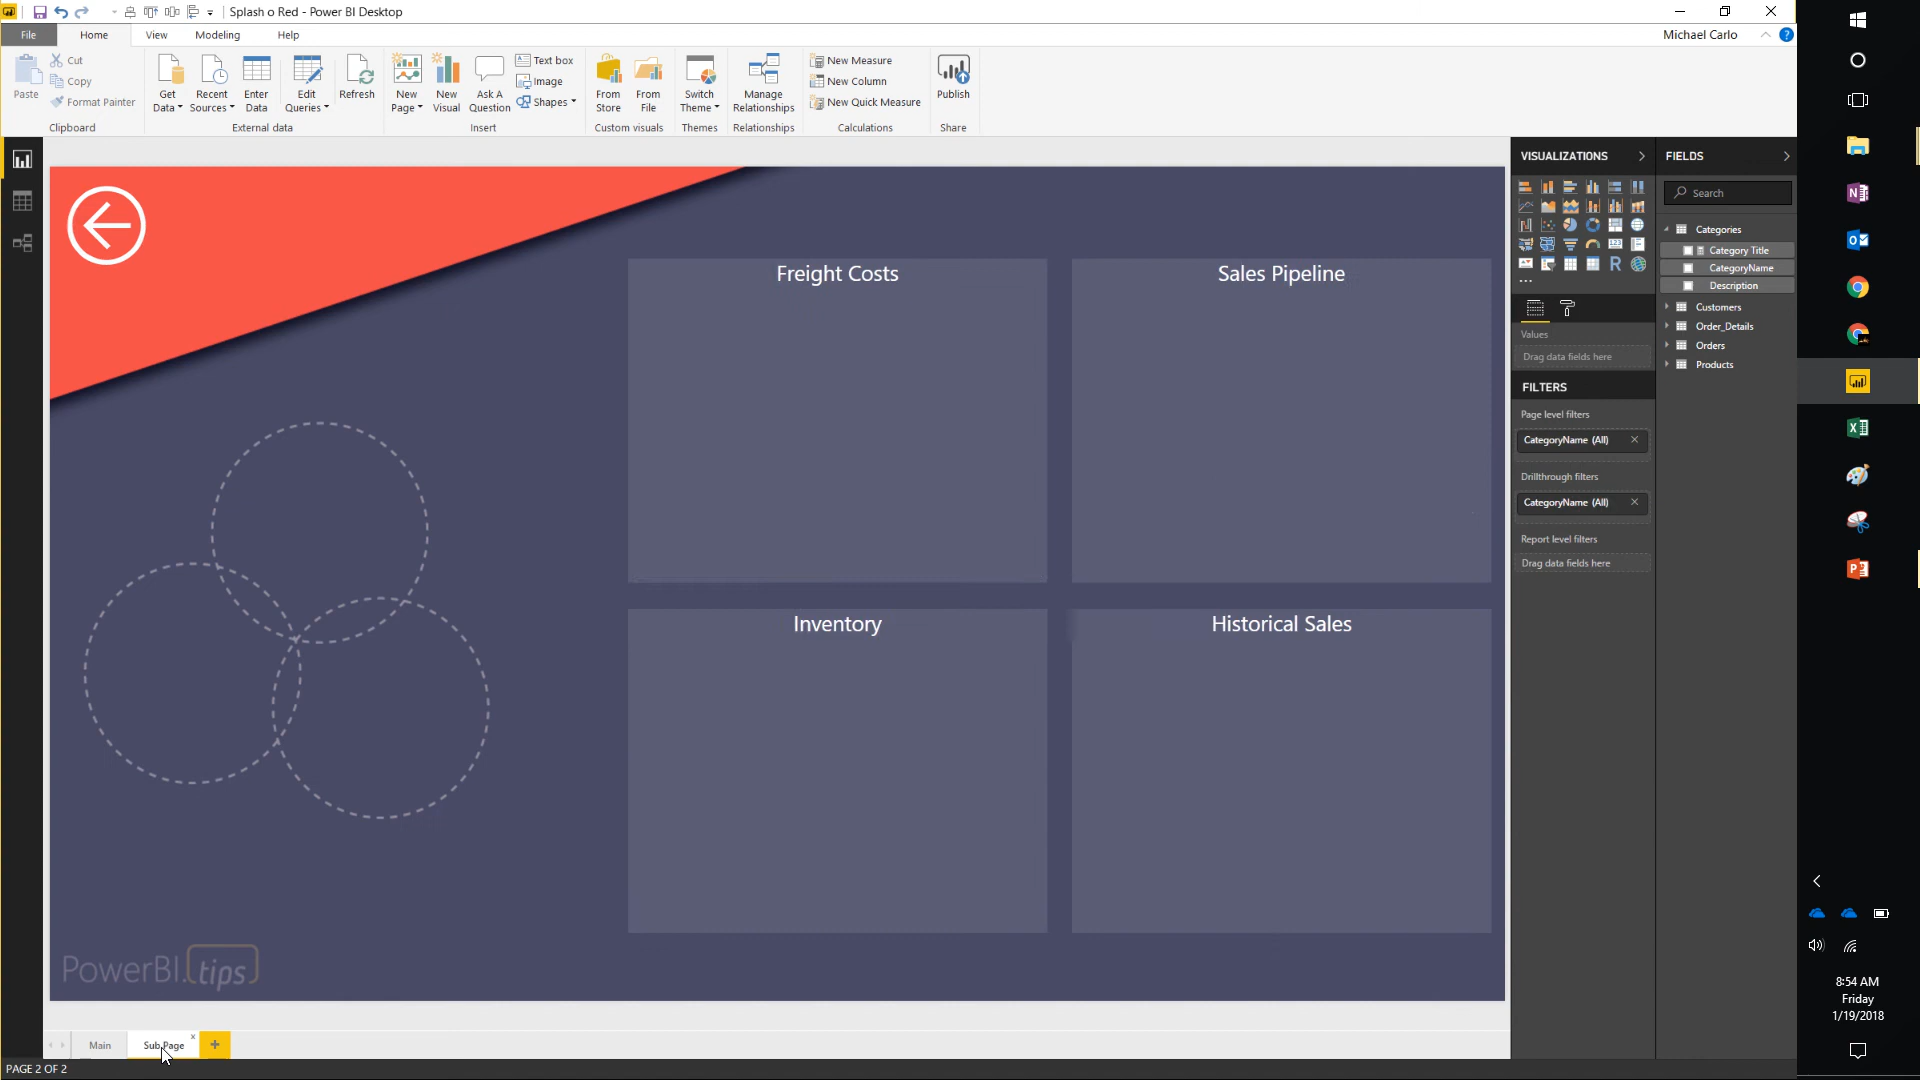 Splash o Red - Power BI Desktop
File Home View Modeling Help
Michael Carlo
Paste
Cut
Copy
Format Painter
Clipboard
Get Data
Recent Sources
Enter Data
Edit Queries
Refresh
External data
New Page
New Visual
Ask A Question
Text box
Image
Shapes
Insert
From Store
From File
Custom visuals
Switch Theme
Themes
Manage Relationships
Relationships
New Measure
New Column
New Quick Measure
Calculations
Publish
Share
Freight Costs
Sales Pipeline
Inventory
Historical Sales
PowerBI.tips
VISUALIZATIONS
Values
Drag data fields here
FILTERS
Page level filters
CategoryName (All)
Drillthrough filters
CategoryName (All)
Report level filters
Drag data fields here
FIELDS
Search
Categories
Category Title
CategoryName
Description
Customers
Order_Details
Orders
Products
Main
Sub Page
PAGE 2 OF 2
8:54 AM
Friday
1/19/2018